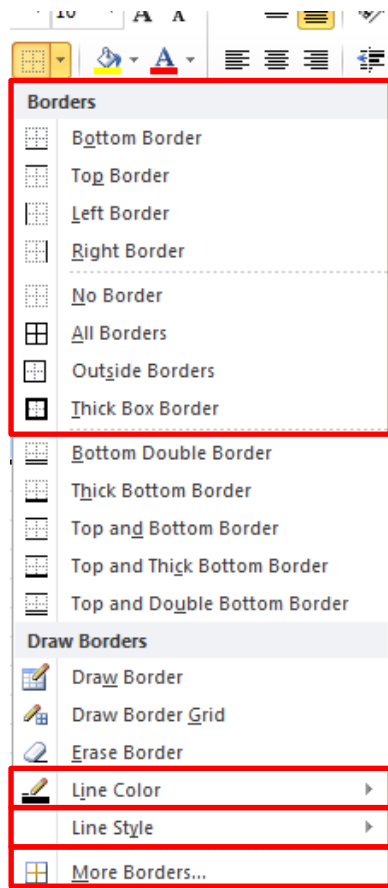 10 A A
A
Borders
Bottom Border
Top Border
Left Border
Right Border
No Border
All Borders
Outside Borders
Thick Box Border
Bottom Double Border
Thick Bottom Border
Top and Bottom Border
Top and Thick Bottom Border
Top and Double Bottom Border
Draw Borders
Draw Border
Draw Border Grid
Erase Border
Line Color
Line Style
More Borders...